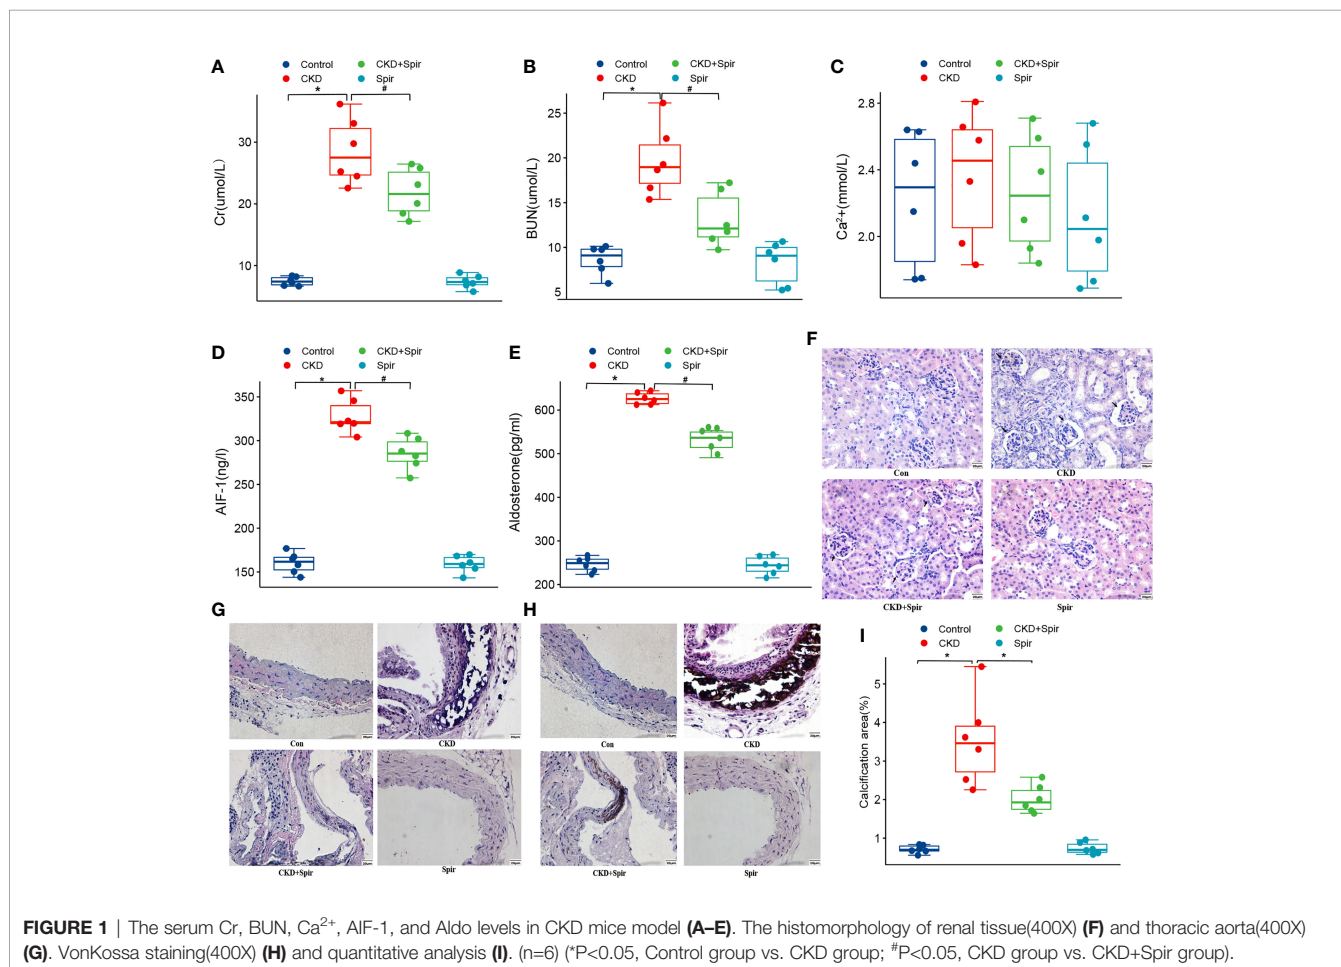 A
Control
CKD+Spir
CKD
Spir
*
#
Cr(umol/L)
30
20
10
B
Control
CKD+Spir
CKD
Spir
*
#
BUN(umol/L)
25
20
15
10
5
C
Control
CKD+Spir
CKD
Spir
Ca²⁺(mmol/L)
2.8
2.4
2.0
D
Control
CKD+Spir
CKD
Spir
*
#
AIF-1(ng/l)
350
300
250
200
150
E
Control
CKD+Spir
CKD
Spir
*
#
Aldosterone(pg/ml)
600
500
400
300
200
F
Con
CKD
CKD+Spir
Spir
G
Con
CKD
CKD+Spir
Spir
H
Con
CKD
CKD+Spir
Spir
I
Control
CKD+Spir
CKD
Spir
*
*
Calcification area(%)
5
4
3
2
1
FIGURE 1 | The serum Cr, BUN, Ca²⁺, AIF-1, and Aldo levels in CKD mice model (A–E). The histomorphology of renal tissue(400X) (F) and thoracic aorta(400X)
(G). VonKossa staining(400X) (H) and quantitative analysis (I). (n=6) (*P<0.05, Control group vs. CKD group; #P<0.05, CKD group vs. CKD+Spir group).